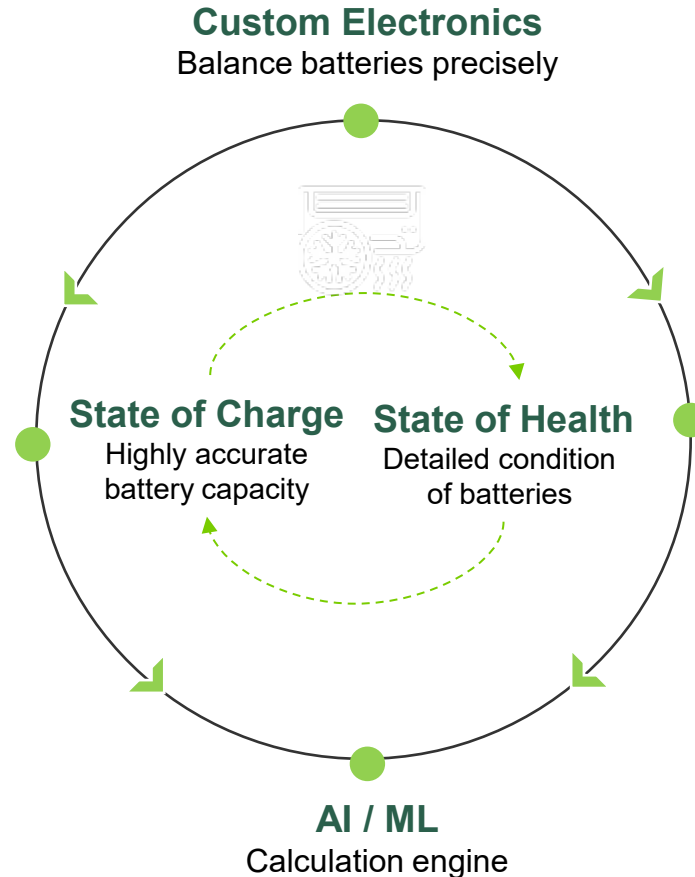 Custom Electronics
Balance batteries precisely
State of Charge
Highly accurate
battery capacity
State of Health
Detailed condition
of batteries
AI / ML
Calculation engine